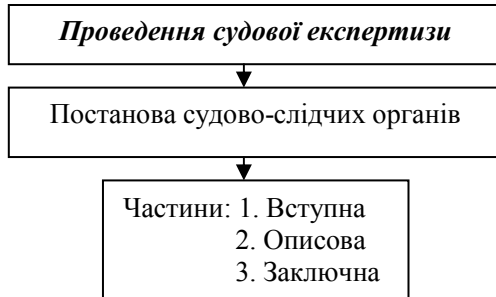 Проведення судової експертизи
Постанова судово-слідчих органів
Частини: 1. Вступна
2. Описова
3. Заключна